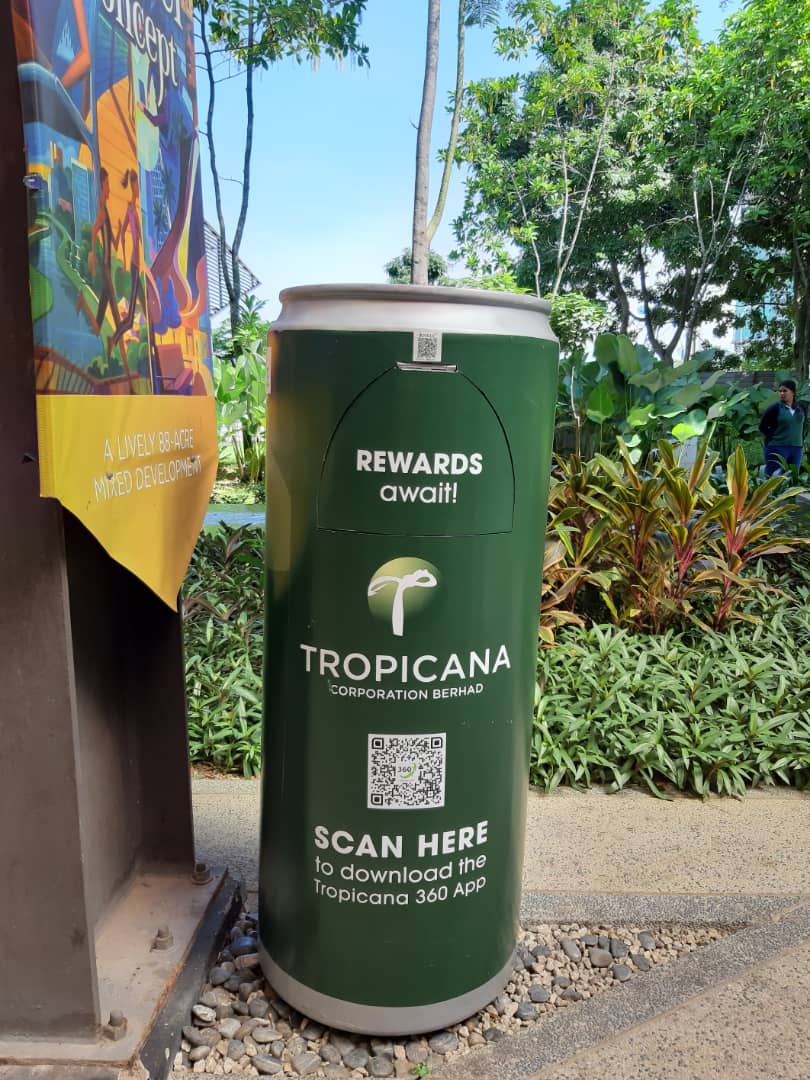 oncept
A LIVELY 88-ACRE
MIXED DEVELOPMENT
REWARDS
await!
TROPICANA
CORPORATION BERHAD
360
SCAN HERE
to download the
Tropicana 360 App